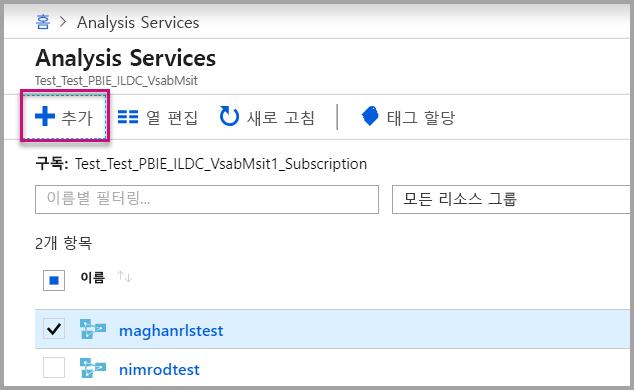 홈 > Analysis Services
Analysis Services
Test_Test_PBIE_ILDC_VsabMsit
추가 열 편집 새로 고침 태그 할당
구독: Test_Test_PBIE_ILDC_VsabMsit1_Subscription
이름별 필터링... 모든 리소스 그룹
2개 항목
이름 ↑↓
maghanrlstest
nimrodtest